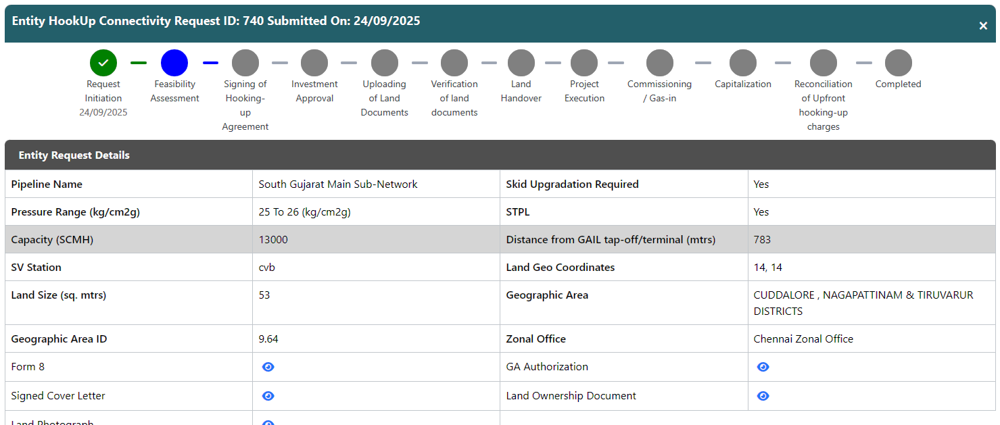 Entity HookUp Connectivity Request ID: 740 Submitted On: 24/09/2025
×
Request Initiation 24/09/2025
Feasibility Assessment
Signing of Hooking-up Agreement
Investment Approval
Uploading of Land Documents
Verification of land documents
Land Handover
Project Execution
Commissioning / Gas-in
Capitalization
Reconciliation of Upfront hooking-up charges
Completed
Entity Request Details
Pipeline Name South Gujarat Main Sub-Network Skid Upgradation Required Yes
Pressure Range (kg/cm2g) 25 To 26 (kg/cm2g) STPL Yes
Capacity (SCMH) 13000 Distance from GAIL tap-off/terminal (mtrs) 783
SV Station cvb Land Geo Coordinates 14, 14
Land Size (sq. mtrs) 53 Geographic Area CUDDALORE , NAGAPATTINAM & TIRUVARUR
DISTRICTS
Geographic Area ID 9.64 Zonal Office Chennai Zonal Office
Form 8 GA Authorization
Signed Cover Letter Land Ownership Document
Land Photograph